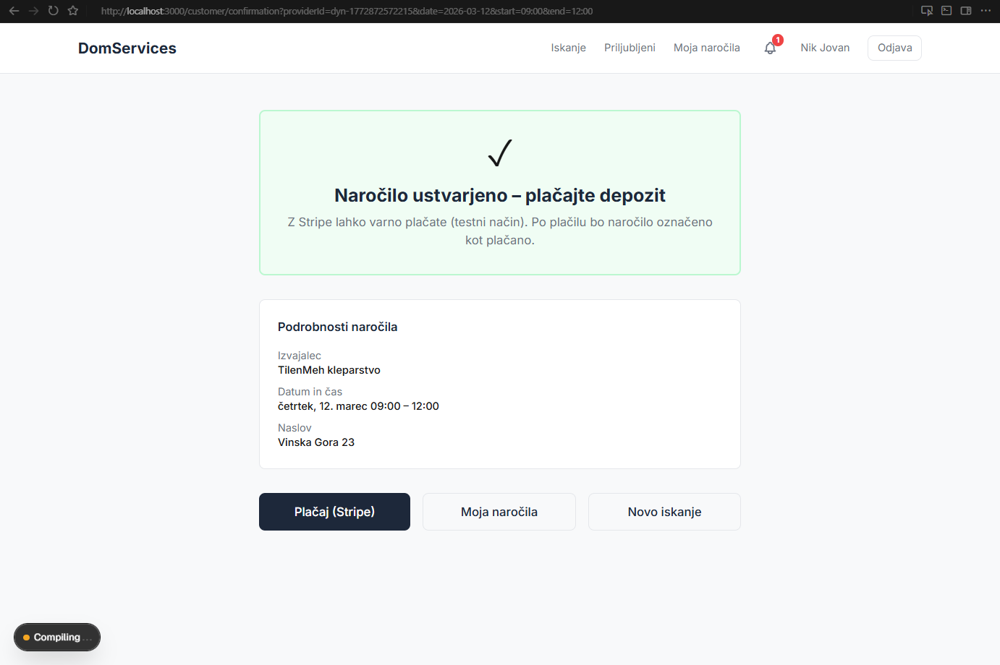 http://localhost:3000/customer/confirmation?providerId=dyn-1772872572215&date=2026-03-12&start=09:00&end=12:00
DomServices
Iskanje
Priljubljeni
Moja naročila
1
Nik Jovan
Odjava
Naročilo ustvarjeno – plačajte depozit
Z Stripe lahko varno plačate (testni način). Po plačilu bo naročilo označeno
kot plačano.
Podrobnosti naročila
Izvajalec
TilenMeh kleparstvo
Datum in čas
četrtek, 12. marec 09:00 – 12:00
Naslov
Vinska Gora 23
Plačaj (Stripe)
Moja naročila
Novo iskanje
Compiling...